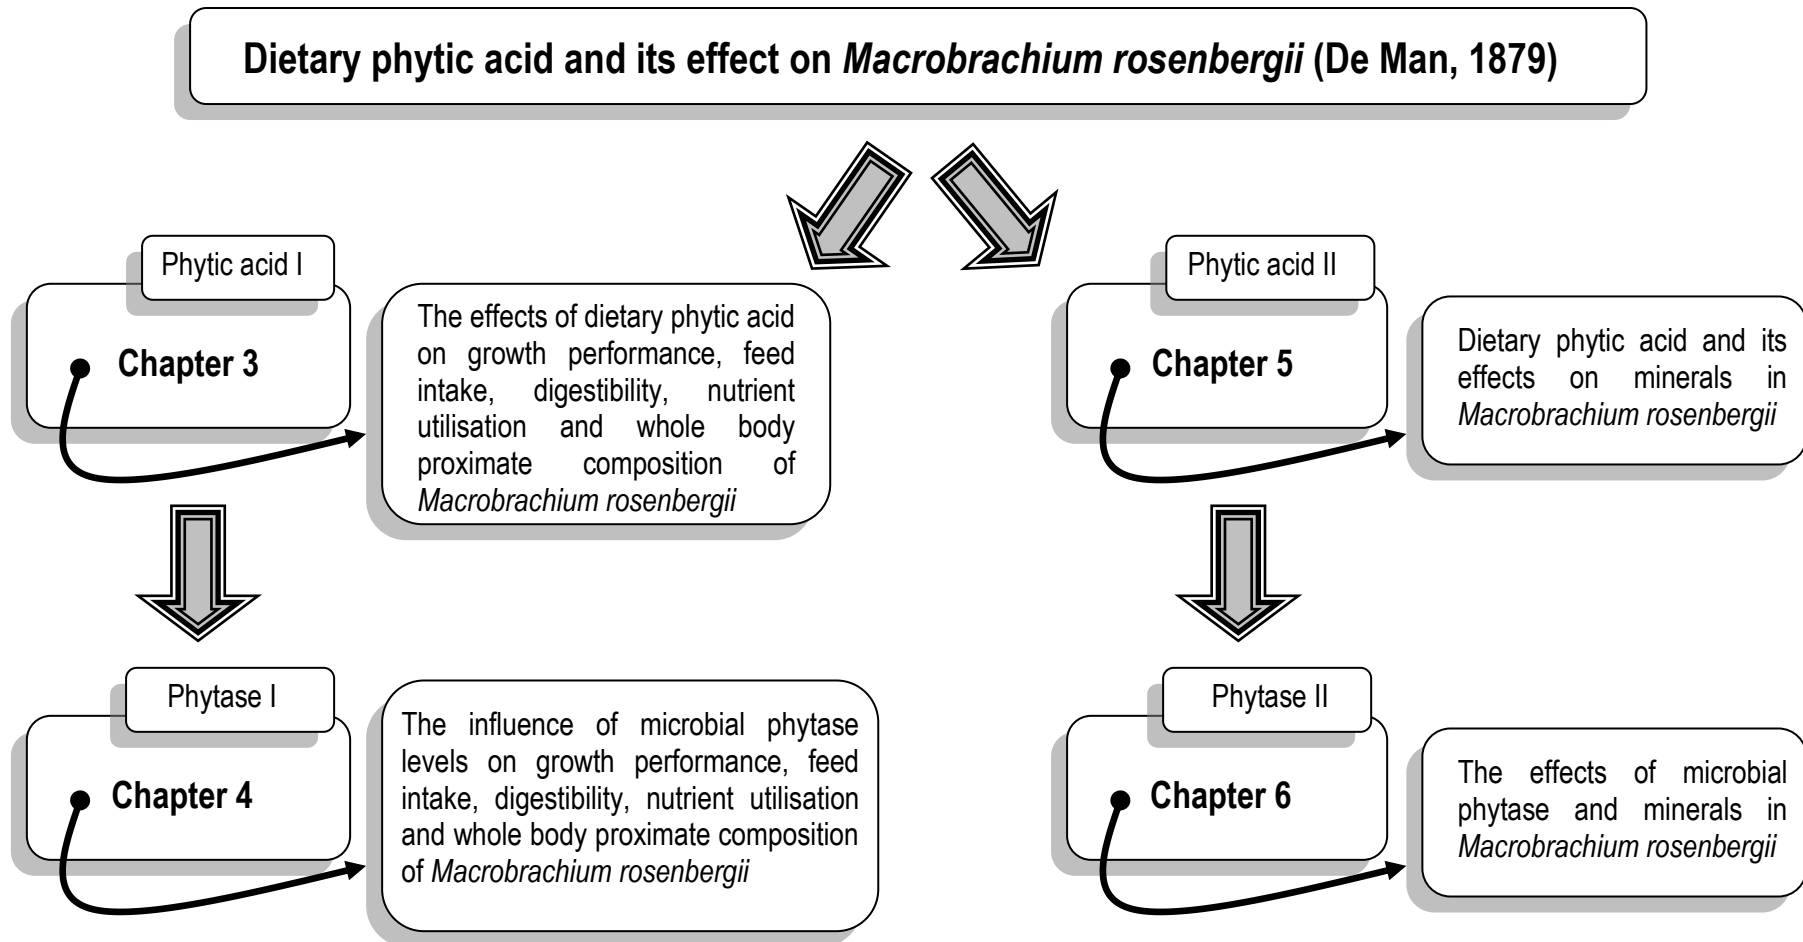 Dietary phytic acid and its effect on Macrobrachium rosenbergii (De Man, 1879)
Phytic acid I
Chapter 3
The effects of dietary phytic acid
on growth performance, feed
intake, digestibility, nutrient
utilisation and whole body
proximate composition of
Macrobrachium rosenbergii
Phytase I
Chapter 4
The influence of microbial phytase
levels on growth performance, feed
intake, digestibility, nutrient utilisation
and whole body proximate composition
of Macrobrachium rosenbergii
Phytic acid II
Chapter 5
Dietary phytic acid and its
effects on minerals in
Macrobrachium rosenbergii
Phytase II
Chapter 6
The effects of microbial
phytase and minerals in
Macrobrachium rosenbergii